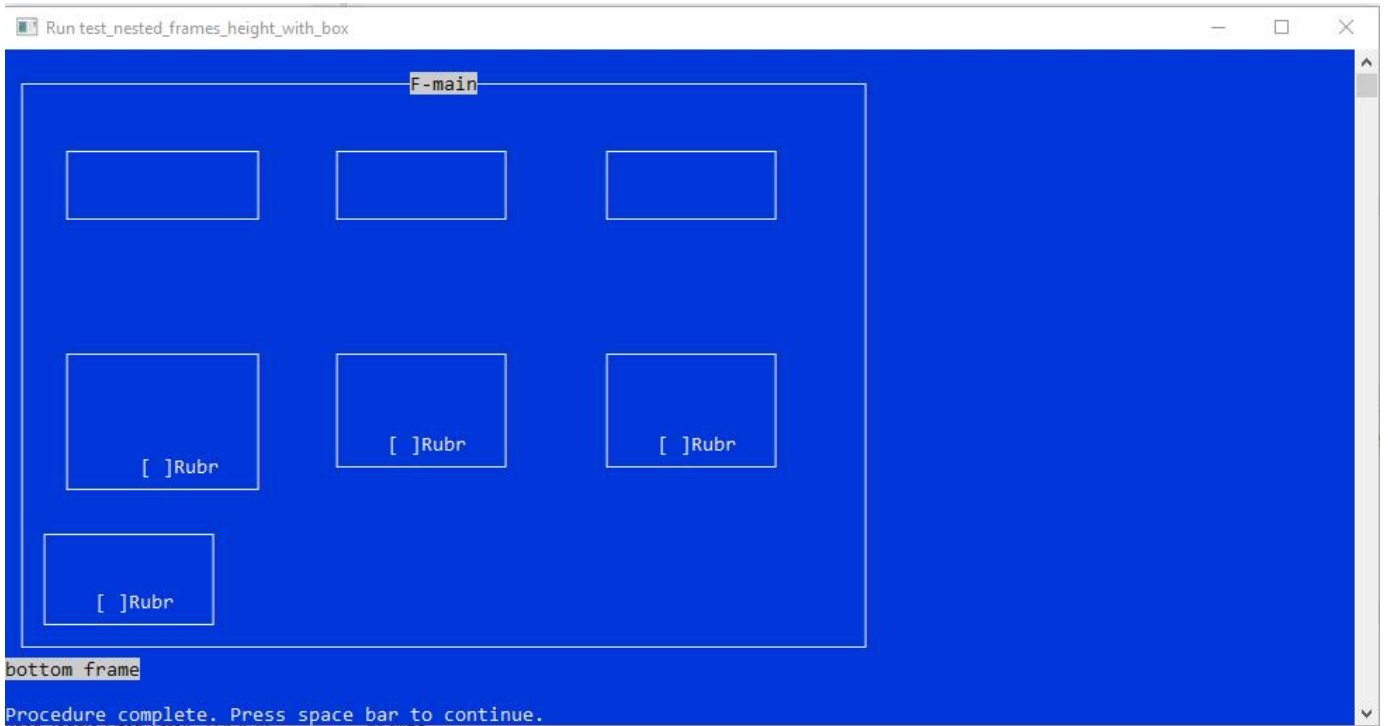 Run test_nested_frames_height_with_box
F-main
[ ]Rubr [ ]Rubr
[ ]Rubr
[ ]Rubr
bottom frame
Procedure complete. Press space bar to continue.